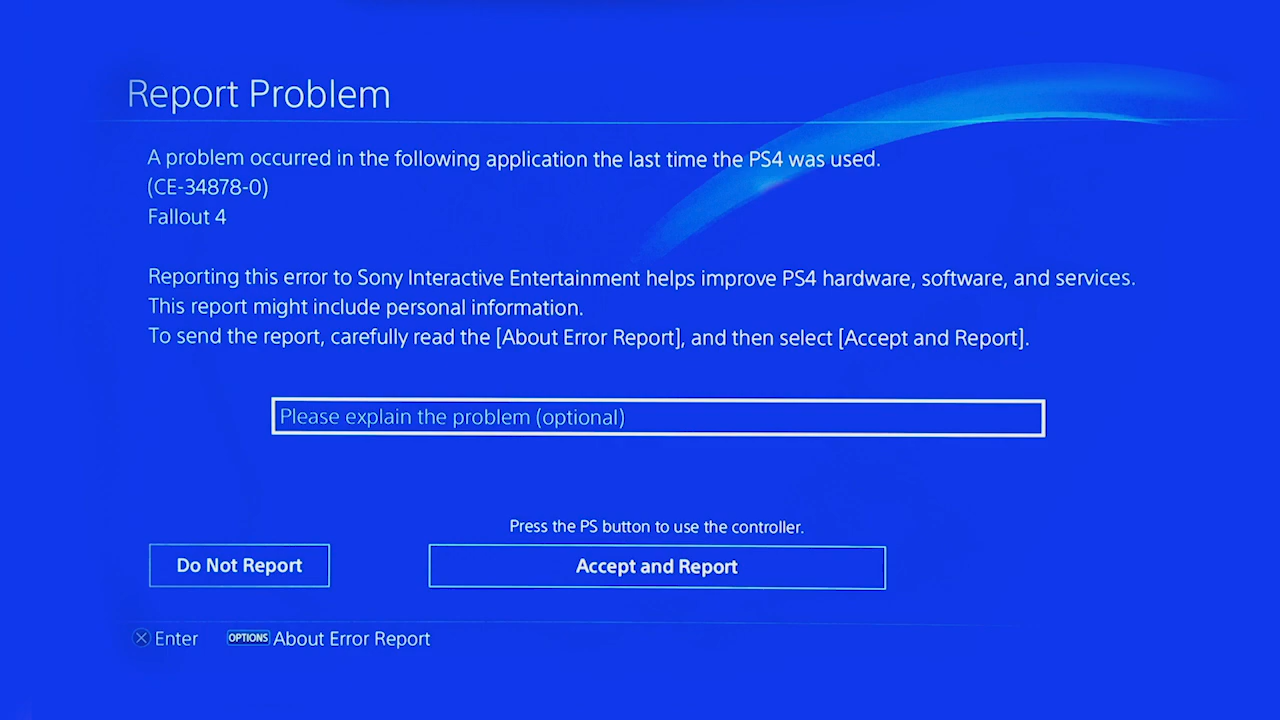 Report Problem
A problem occurred in the following application the last time the PS4 was used.
(CE-34878-0)
Fallout 4
Reporting this error to Sony Interactive Entertainment helps improve PS4 hardware, software, and services.
This report might include personal information.
To send the report, carefully read the [About Error Report], and then select [Accept and Report].
Please explain the problem (optional)
Press the PS button to use the controller.
Do Not Report
Accept and Report
Enter
OPTIONS About Error Report